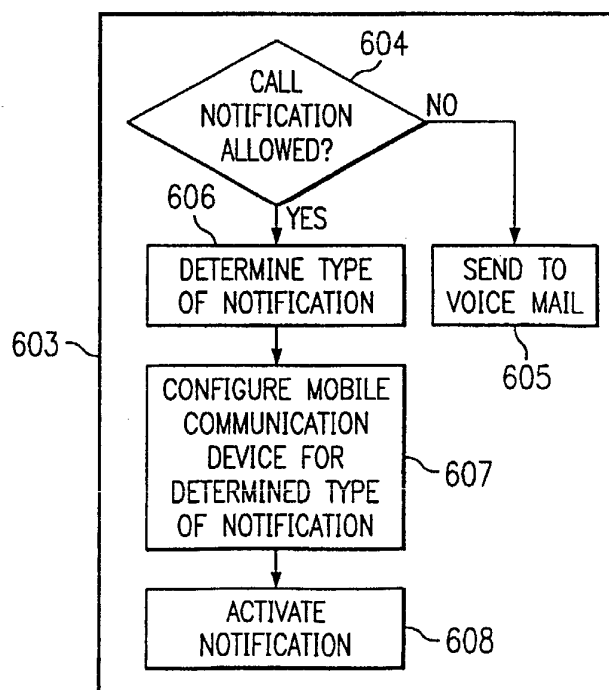 604
CALL
NOTIFICATION
ALLOWED?
NO
606
YES
DETERMINE TYPE
OF NOTIFICATION
SEND TO
VOICE MAIL
605
603
CONFIGURE MOBILE
COMMUNICATION
DEVICE FOR
DETERMINED TYPE
OF NOTIFICATION
607
ACTIVATE
NOTIFICATION
608